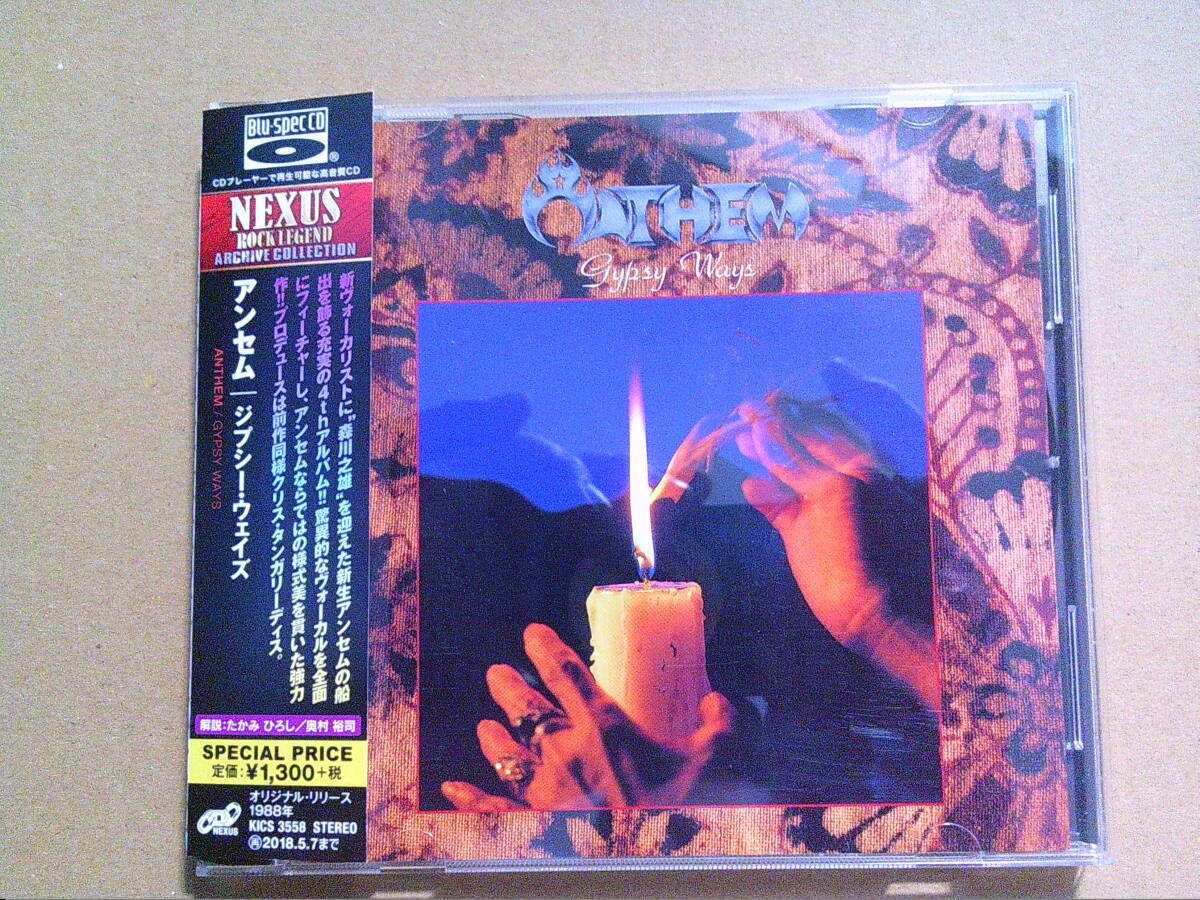 Blu-spec CD
®
CDプレーヤーで再生可能な高音質CD
NEXUS
ROCK LEGEND
ARCHIVE COLLECTION
新ヴォーカリストに"森川之雄"を迎えた新生アンセムの船
出を飾る充実の4thアルバム!!驚異的なヴォーカルを全面
にフィーチャーし、アンセムならではの様式美を貫いた強力
作!!プロデュースは前作同様クリス・タンガリーディス。
アンセム|ジプシー・ウェイズ
ANTHEM / GYPSY WAYS
解説:たかみ ひろし/奥村 裕司
SPECIAL PRICE
定価:¥1,300+税
NEXUS
オリジナル・リリース
1988年
KICS 3558 STEREO
再2018.5.7まで
ANTHEM
Gypsy Ways